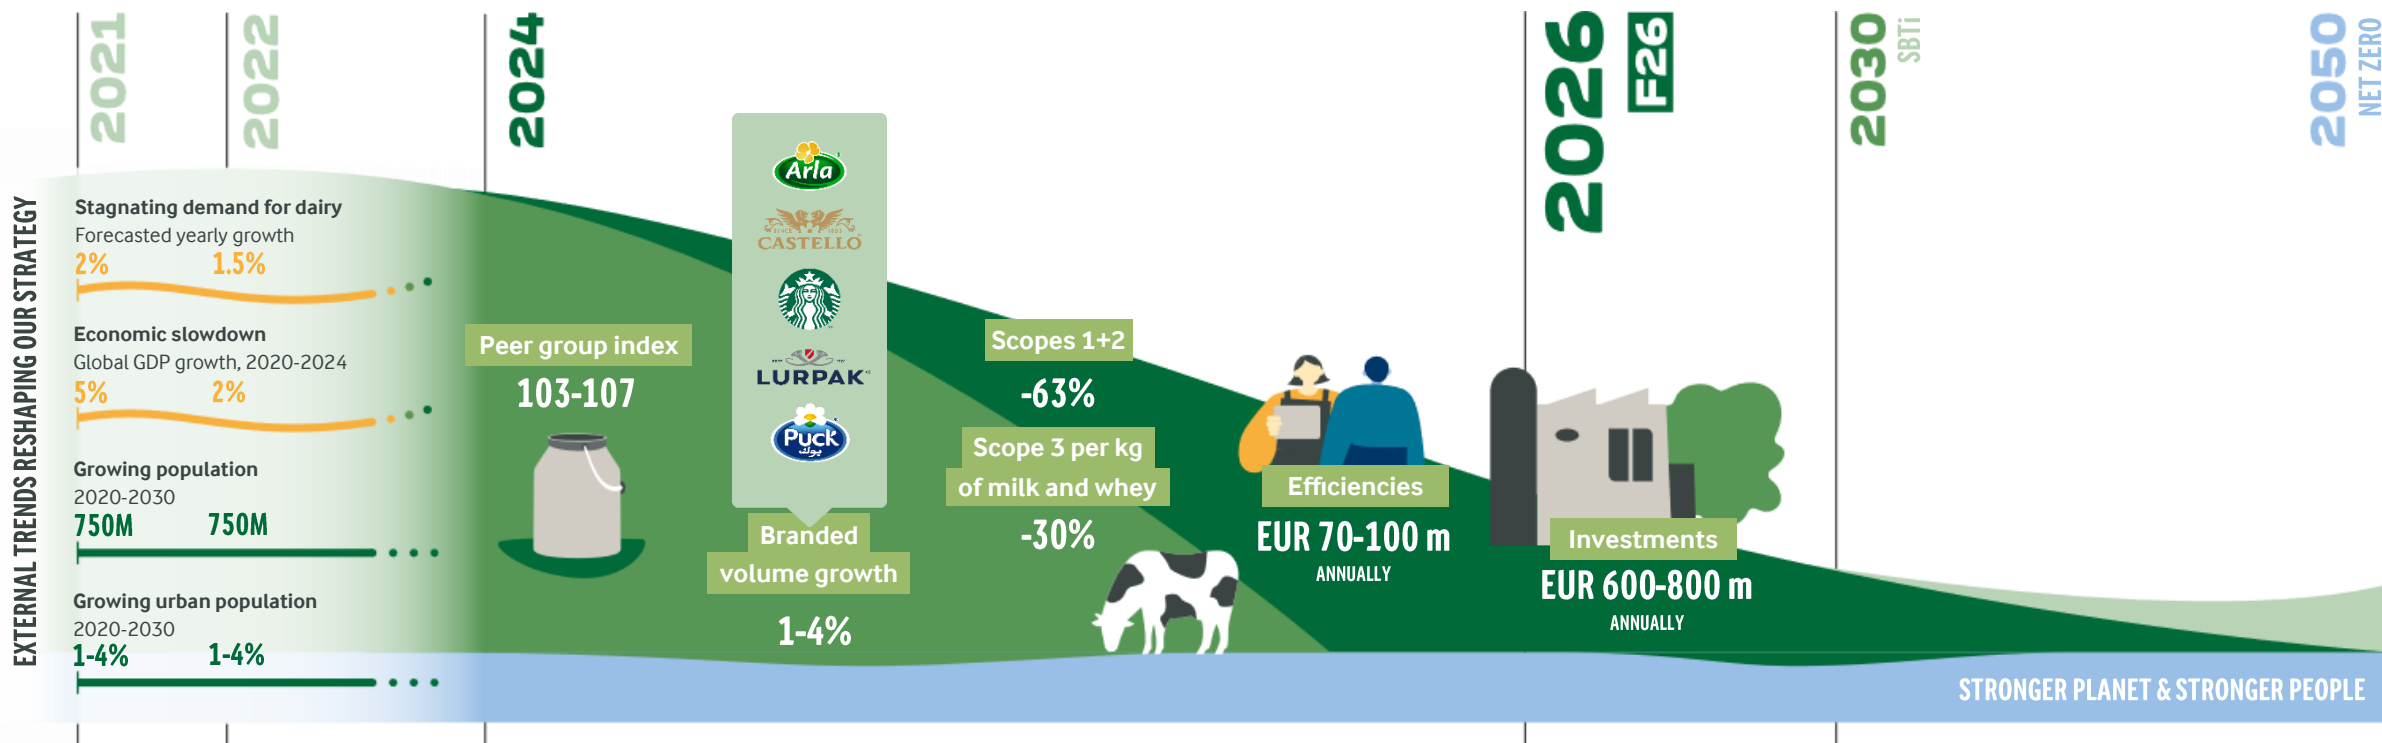 2021
2022
2024
2026
F26
2030
SBTi
2050
NET ZERO
EXTERNAL TRENDS RESHAPING OUR STRATEGY
Stagnating demand for dairy
Forecasted yearly growth
2% 1.5%
Economic slowdown
Global GDP growth, 2020-2024
5% 2%
Growing population
2020-2030
750M 750M
Growing urban population
2020-2030
1-4% 1-4%
Peer group index
103-107
Arla
SINCE 1893
CASTELLO
LURPAK
Puck
بوك
Branded
volume growth
1-4%
Scopes 1+2
-63%
Scope 3 per kg
of milk and whey
-30%
Efficiencies
EUR 70-100 m
ANNUALLY
Investments
EUR 600-800 m
ANNUALLY
STRONGER PLANET & STRONGER PEOPLE